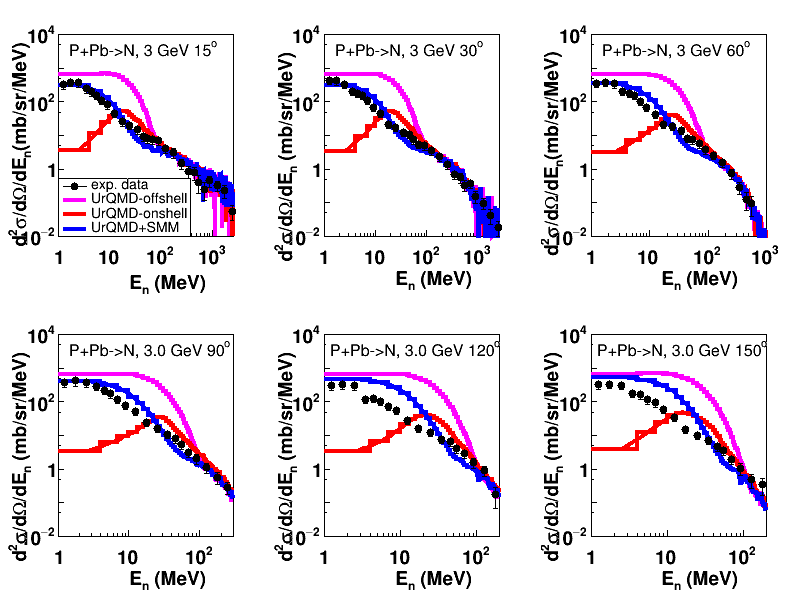 P+Pb->N, 3 GeV 15°
d²σ/dΩ/dEn(mb/sr/MeV)
10⁴
10²
1
10⁻²
exp. data
UrQMD-offshell
UrQMD-onshell
UrQMD+SMM
1 10 10² 10³
En (MeV)
P+Pb->N, 3 GeV 30°
d²σ/dΩ/dEn(mb/sr/MeV)
10⁴
10²
1
10⁻²
1 10 10² 10³
En (MeV)
P+Pb->N, 3 GeV 60°
d²σ/dΩ/dEn(mb/sr/MeV)
10⁴
10²
1
10⁻²
1 10 10² 10³
En (MeV)
P+Pb->N, 3.0 GeV 90°
d²σ/dΩ/dEn (mb/sr/MeV)
10⁴
10²
1
10⁻²
1 10 10²
En (MeV)
P+Pb->N, 3.0 GeV 120°
d²σ/dΩ/dEn (mb/sr/MeV)
10⁴
10²
1
10⁻²
1 10 10²
En (MeV)
P+Pb->N, 3.0 GeV 150°
d²σ/dΩ/dEn (mb/sr/MeV)
10⁴
10²
1
10⁻²
1 10 10²
En (MeV)